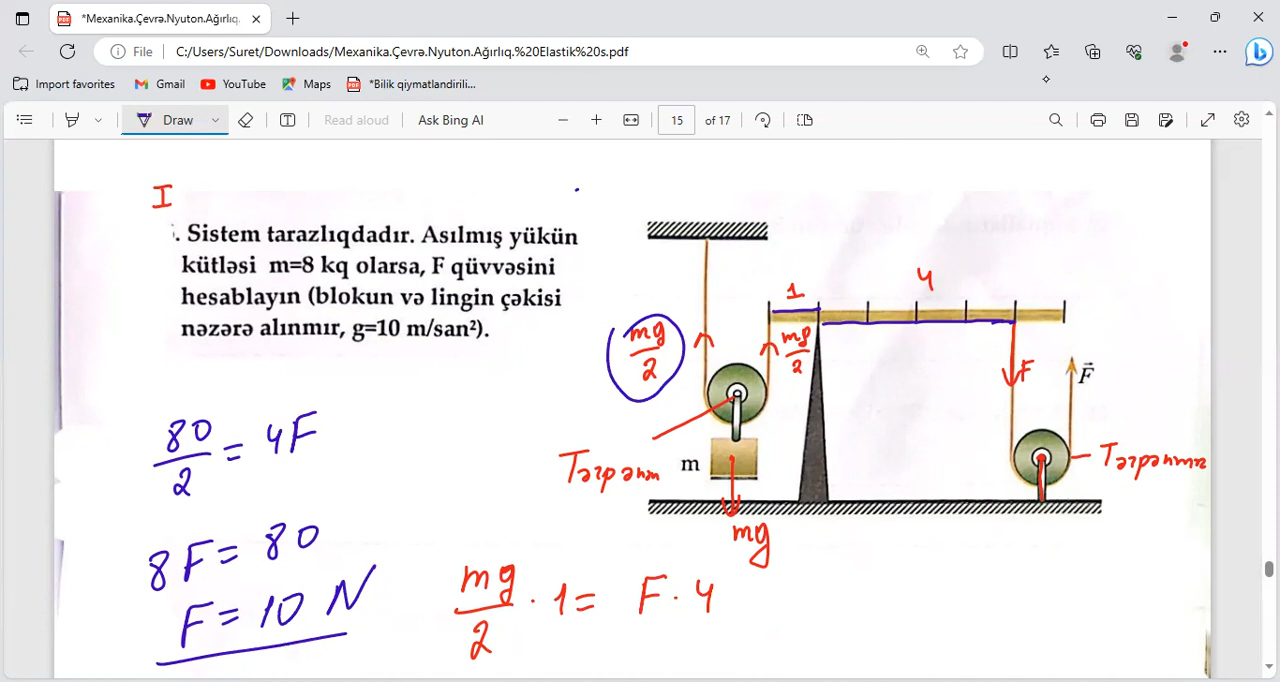 *Mexanika.Çevrə.Nyuton.Ağırlıq.
File
C:/Users/Suret/Downloads/Mexanika.Çevrə.Nyuton.Ağırlıq.%20Elastik%20s.pdf
Import favorites
Gmail
YouTube
Maps
*Bilik qiymatlandirili...
Draw
Read aloud
Ask Bing AI
15 of 17
I
. Sistem tarazlıqdadır. Asılmış yükün
kütləsi m=8 kq olarsa, F qüvvəsini
hesablayın (blokun və lingin çəkisi
nəzərə alınmır, g=10 m/san²).
1
4
mg/2
mg/2
F
F
Tərpənən
m
Tərpənməz
mg
80/2 = 4F
8F = 80
F = 10 N
mg/2 · 1 = F · 4